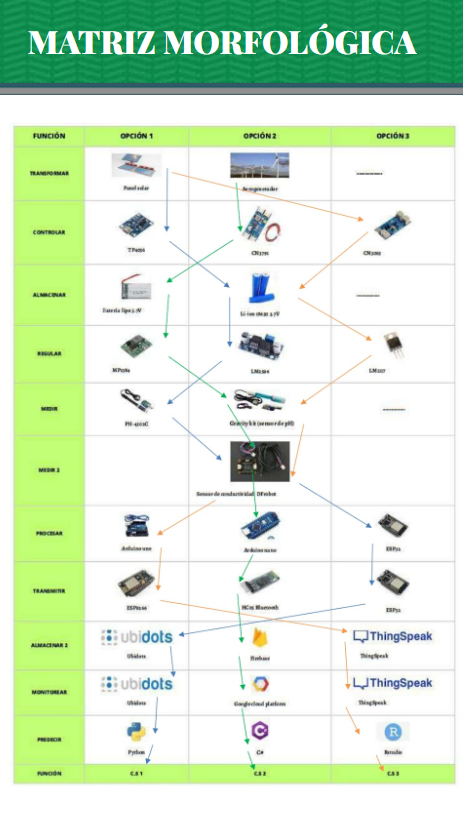 MATRIZ MORFOLÓGICA
FUNCIÓN OPCIÓN 1 OPCIÓN 2 OPCIÓN 3
TRANSFORMAR
Panel solar Aerogenerador ----------
CONTROLAR
TP4056 CN3791
ALMACENAR
Batería lipo 3.7V Li-ion 18650 3.7V ----------
REGULAR
MP1584 LM2596 LM317
MEDIR
PH-4502C Gravity kit (sensor de pH) ----------
MEDIR 2
Sensor de conductividad DFrobot
PROCESAR
Arduino uno Arduino nano ESP32
TRANSMITIR
ESP8266 HC05 Bluetooth ESP32
ALMACENAR 2
ubidots ThingSpeak
Ubidots Firebase ThingSpeak
MONITOREAR
ubidots ThingSpeak
Ubidots Google cloud platform ThingSpeak
PREDECIR
C# R
Python C# Rstudio
FUNCIÓN C.S 1 C.S 2 C.S 3